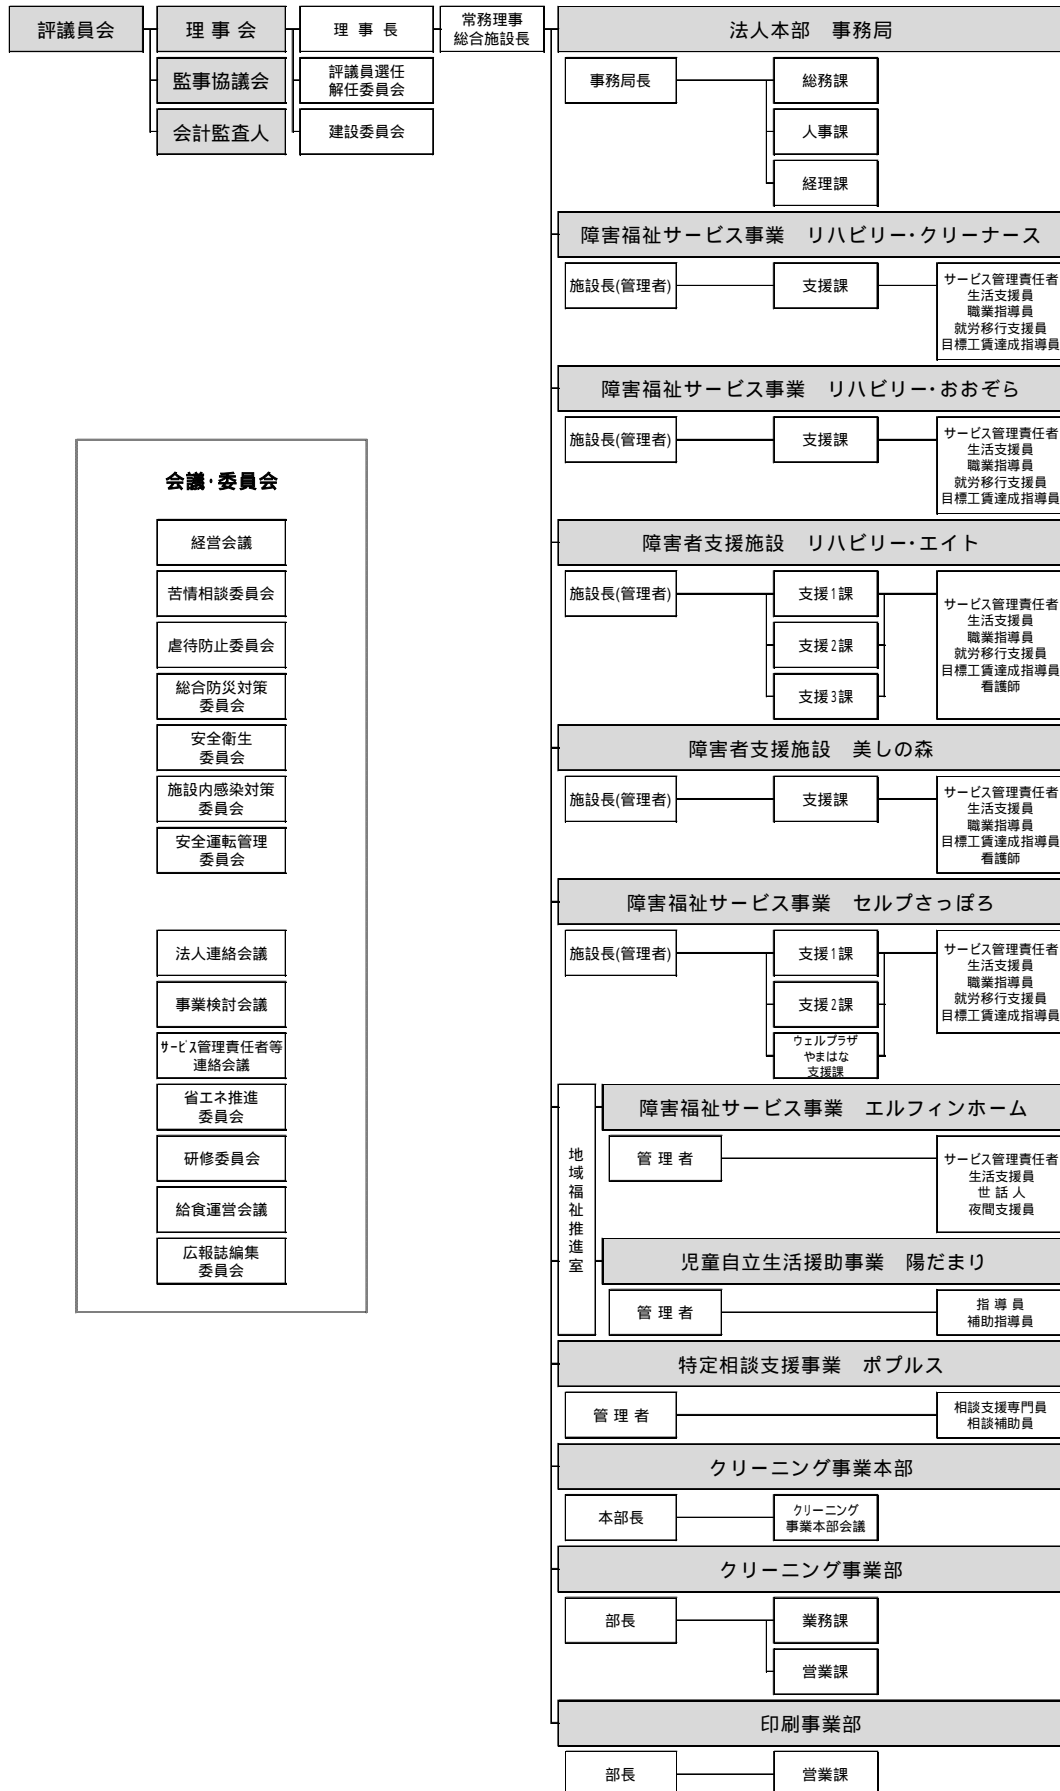 評議員会
理事会
理事長
常務理事
総合施設長
監事協議会
評議員選任
解任委員会
会計監査人
建設委員会
法人本部　事務局
事務局長
総務課
人事課
経理課
障害福祉サービス事業　リハビリー・クリーナース
施設長(管理者)
支援課
サービス管理責任者
生活支援員
職業指導員
就労移行支援員
目標工賃達成指導員
障害福祉サービス事業　リハビリー・おおぞら
施設長(管理者)
支援課
サービス管理責任者
生活支援員
職業指導員
就労移行支援員
目標工賃達成指導員
障害者支援施設　リハビリー・エイト
施設長(管理者)
支援1課
支援2課
支援3課
サービス管理責任者
生活支援員
職業指導員
就労移行支援員
目標工賃達成指導員
看護師
障害者支援施設　美しの森
施設長(管理者)
支援課
サービス管理責任者
生活支援員
職業指導員
目標工賃達成指導員
看護師
障害福祉サービス事業　セルプさっぽろ
施設長(管理者)
支援1課
支援2課
ウェルプラザ
やまはな
支援課
サービス管理責任者
生活支援員
職業指導員
就労移行支援員
目標工賃達成指導員
地域福祉推進室
障害福祉サービス事業　エルフィンホーム
管理者
サービス管理責任者
生活支援員
世話人
夜間支援員
児童自立生活援助事業　陽だまり
管理者
指導員
補助指導員
特定相談支援事業　ポプルス
管理者
相談支援専門員
相談補助員
クリーニング事業本部
本部長
クリーニング
事業本部会議
クリーニング事業部
部長
業務課
営業課
印刷事業部
部長
営業課
会議・委員会
経営会議
苦情相談委員会
虐待防止委員会
総合防災対策
委員会
安全衛生
委員会
施設内感染対策
委員会
安全運転管理
委員会
法人連絡会議
事業検討会議
サービス管理責任者等
連絡会議
省エネ推進
委員会
研修委員会
給食運営会議
広報誌編集
委員会